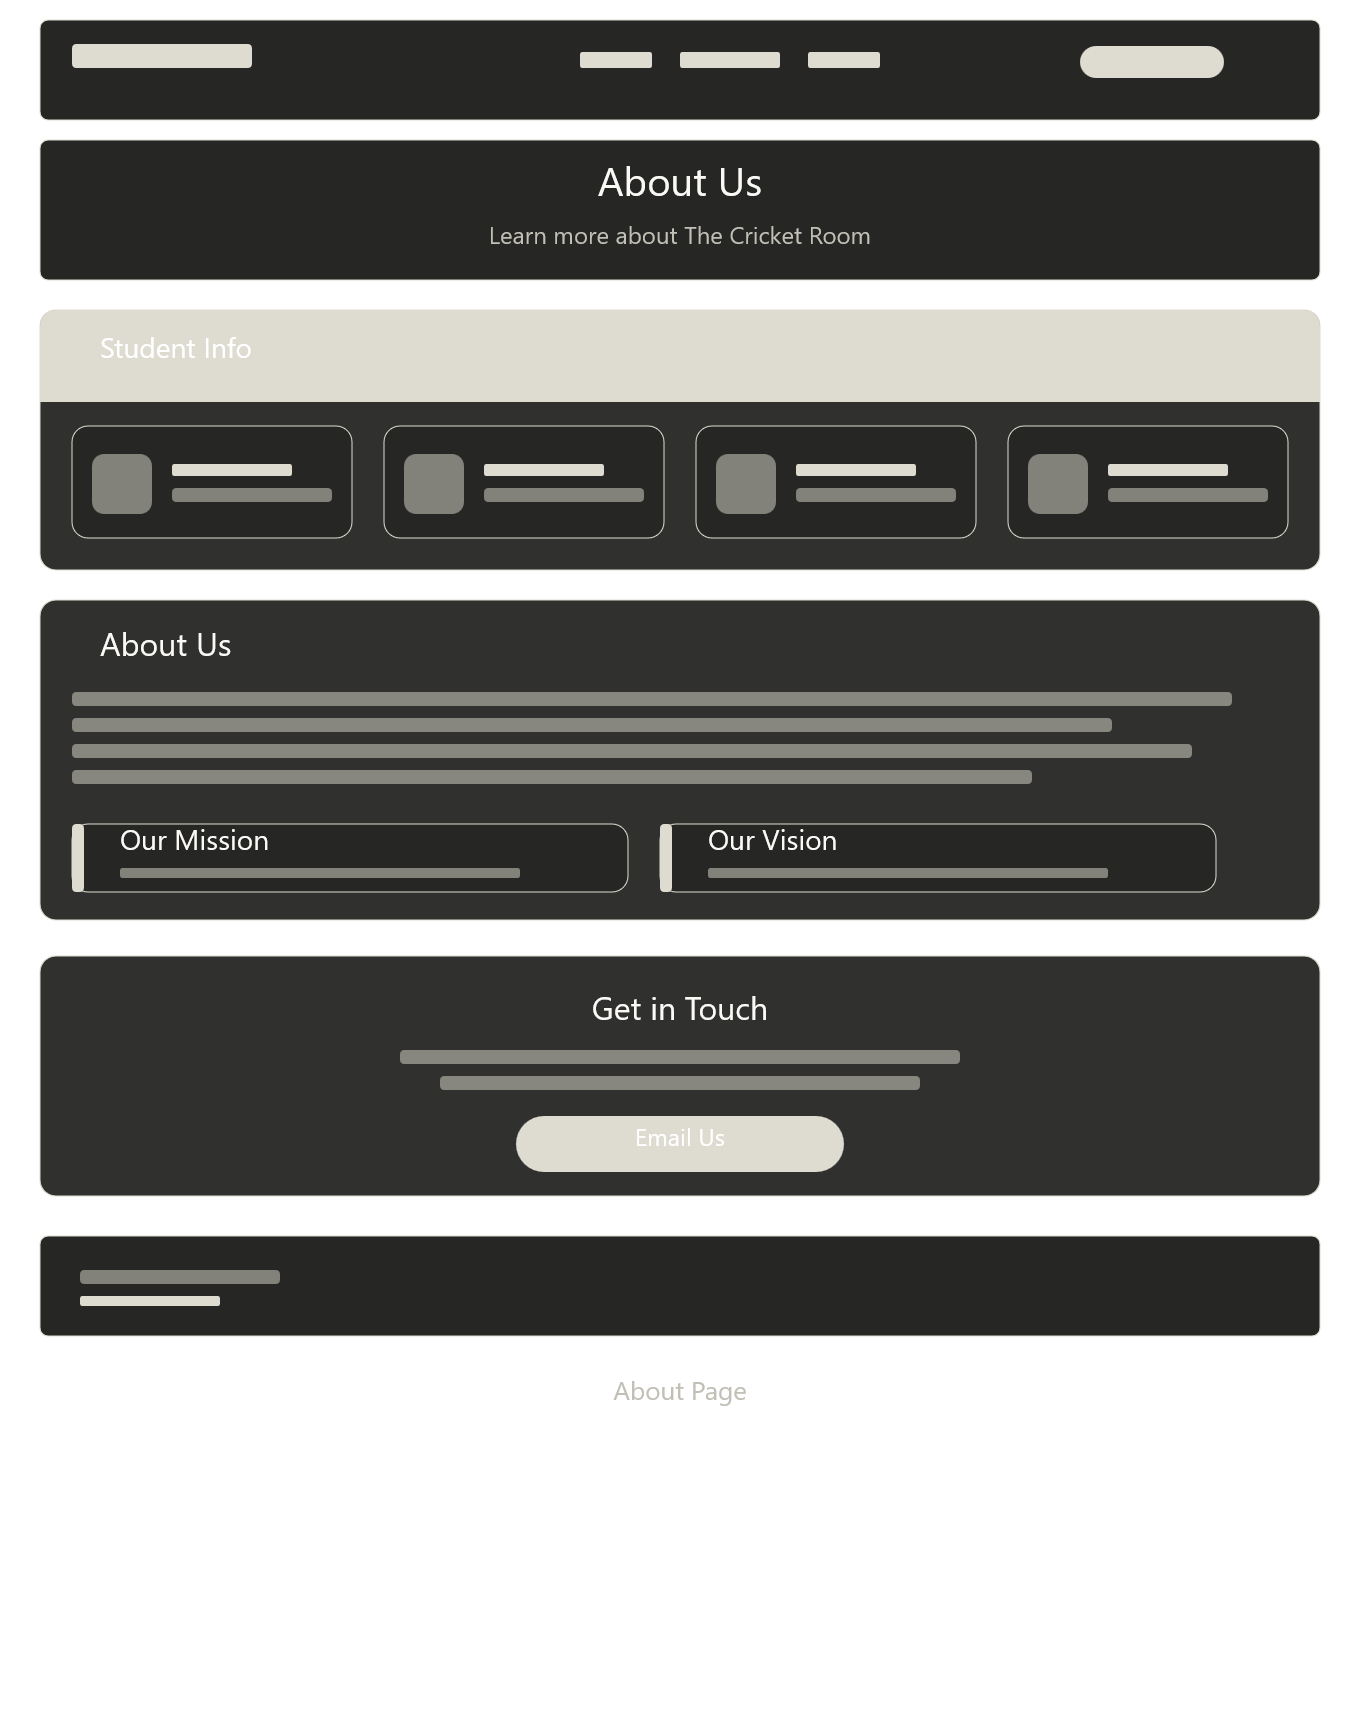 About Us
Learn more about The Cricket Room
Student Info
About Us
Our Mission
Our Vision
Get in Touch
Email Us
About Page